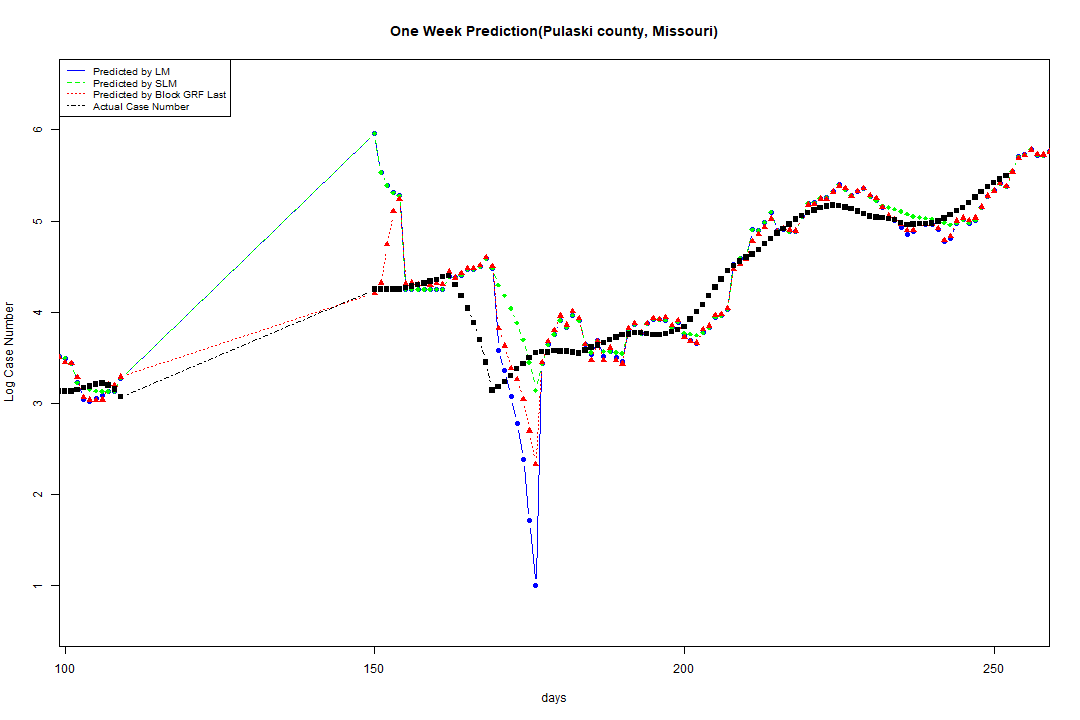 One Week Prediction(Pulaski county, Missouri)
Predicted by LM
Predicted by SLM
Predicted by Block GRF Last
Actual Case Number
6
5
4
3
2
1
Log Case Number
100 150 200 250
days